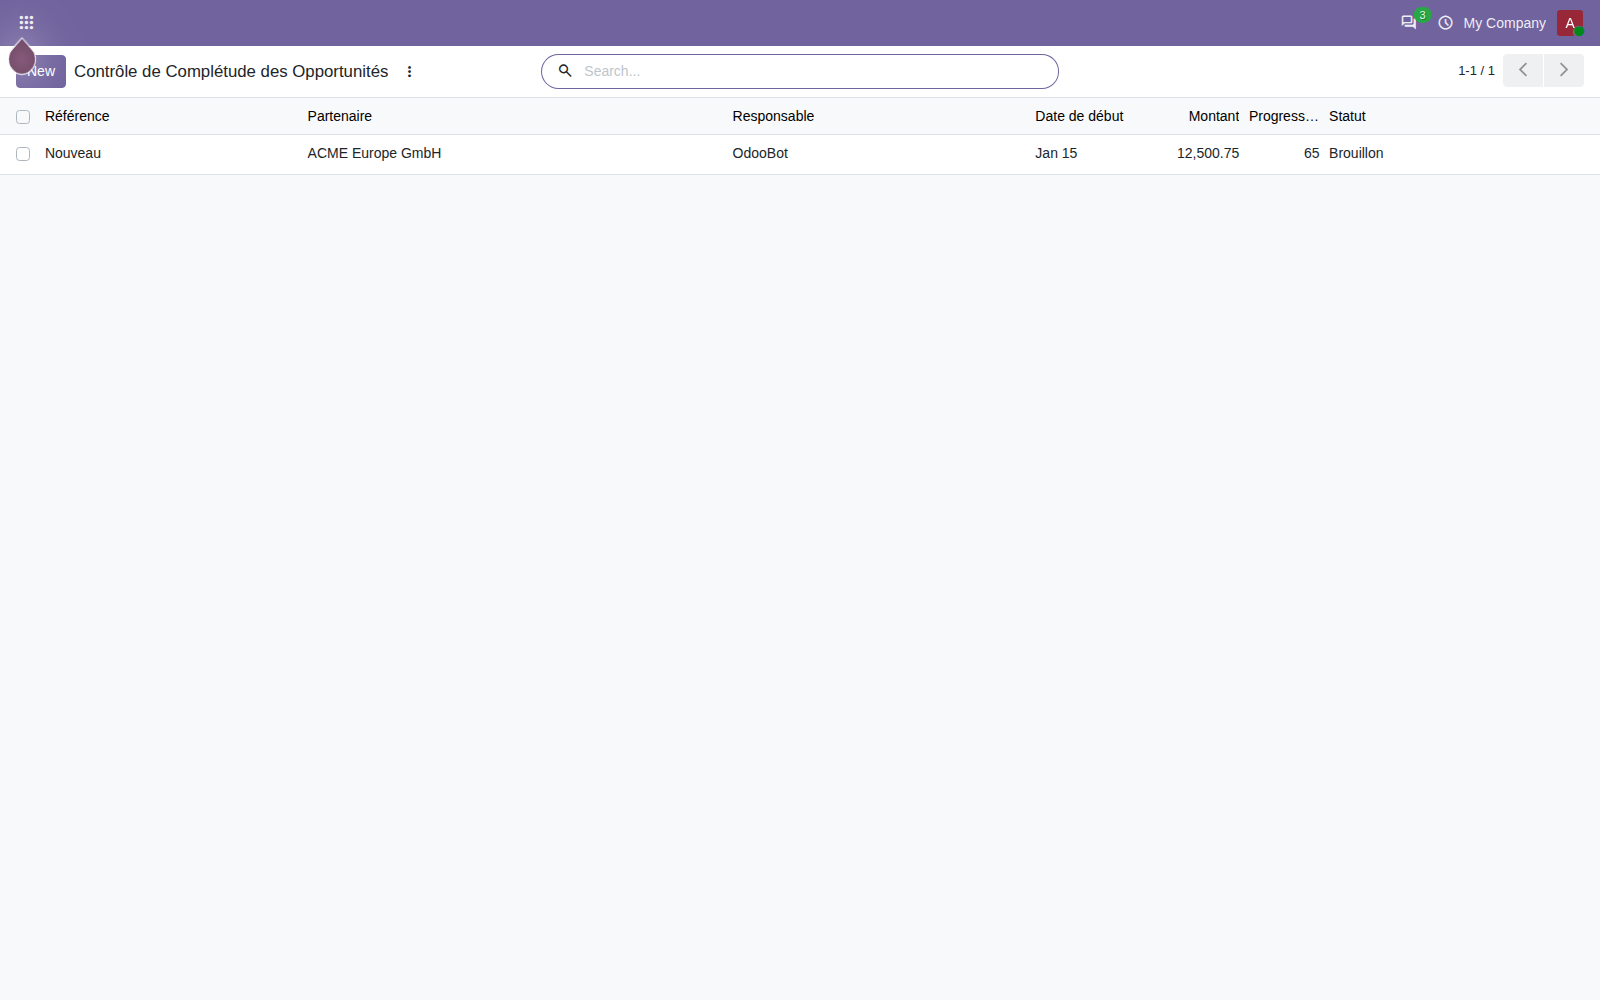 3 My Company A
New Contrôle de Complétude des Opportunités Search... 1-1 / 1
Référence Partenaire Responsable Date de début Montant Progress... Statut
Nouveau ACME Europe GmbH OdooBot Jan 15 12,500.75 65 Brouillon